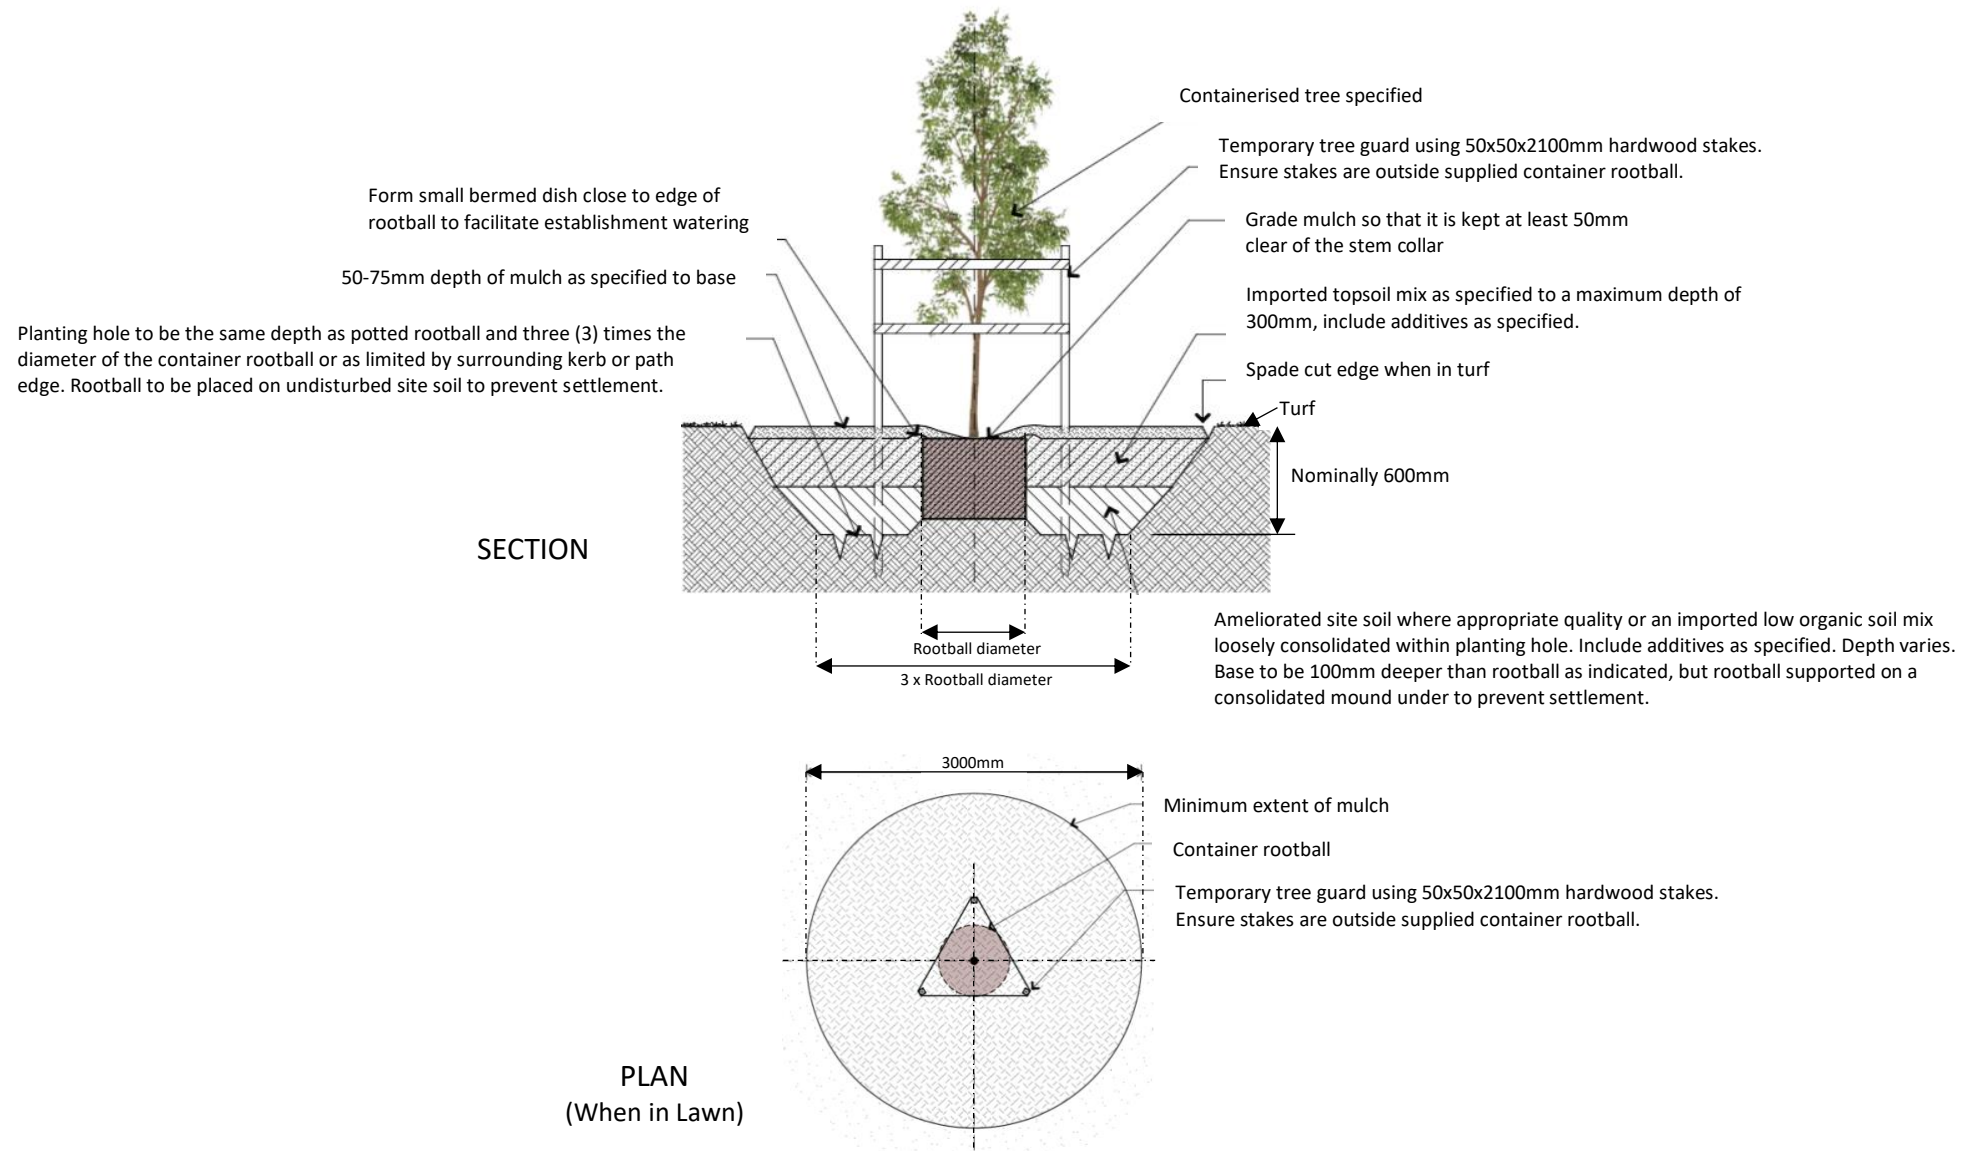 Containerised tree specified
Temporary tree guard using 50x50x2100mm hardwood stakes.
Ensure stakes are outside supplied container rootball.
Form small bermed dish close to edge of
rootball to facilitate establishment watering
Grade mulch so that it is kept at least 50mm
clear of the stem collar
50-75mm depth of mulch as specified to base
Imported topsoil mix as specified to a maximum depth of
300mm, include additives as specified.
Planting hole to be the same depth as potted rootball and three (3) times the
diameter of the container rootball or as limited by surrounding kerb or path
edge. Rootball to be placed on undisturbed site soil to prevent settlement.
Spade cut edge when in turf
Turf
Nominally 600mm
SECTION
Ameliorated site soil where appropriate quality or an imported low organic soil mix
loosely consolidated within planting hole. Include additives as specified. Depth varies.
Base to be 100mm deeper than rootball as indicated, but rootball supported on a
consolidated mound under to prevent settlement.
Rootball diameter
3 x Rootball diameter
3000mm
Minimum extent of mulch
Container rootball
Temporary tree guard using 50x50x2100mm hardwood stakes.
Ensure stakes are outside supplied container rootball.
PLAN
(When in Lawn)